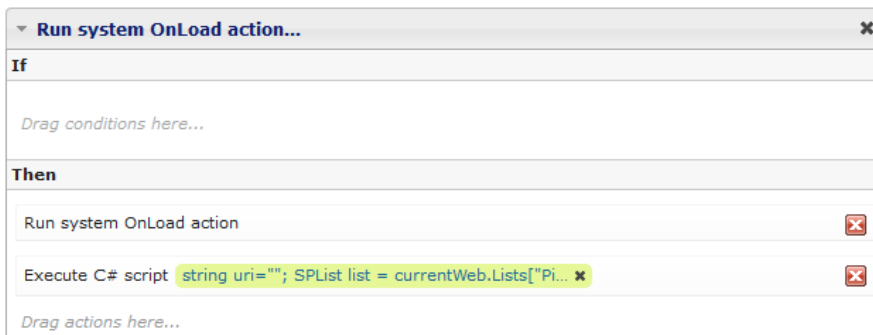 Run system OnLoad action...
If
Drag conditions here...
Then
Run system OnLoad action
Execute C# script string uri=""; SPList list = currentWeb.Lists["Pi...
Drag actions here...